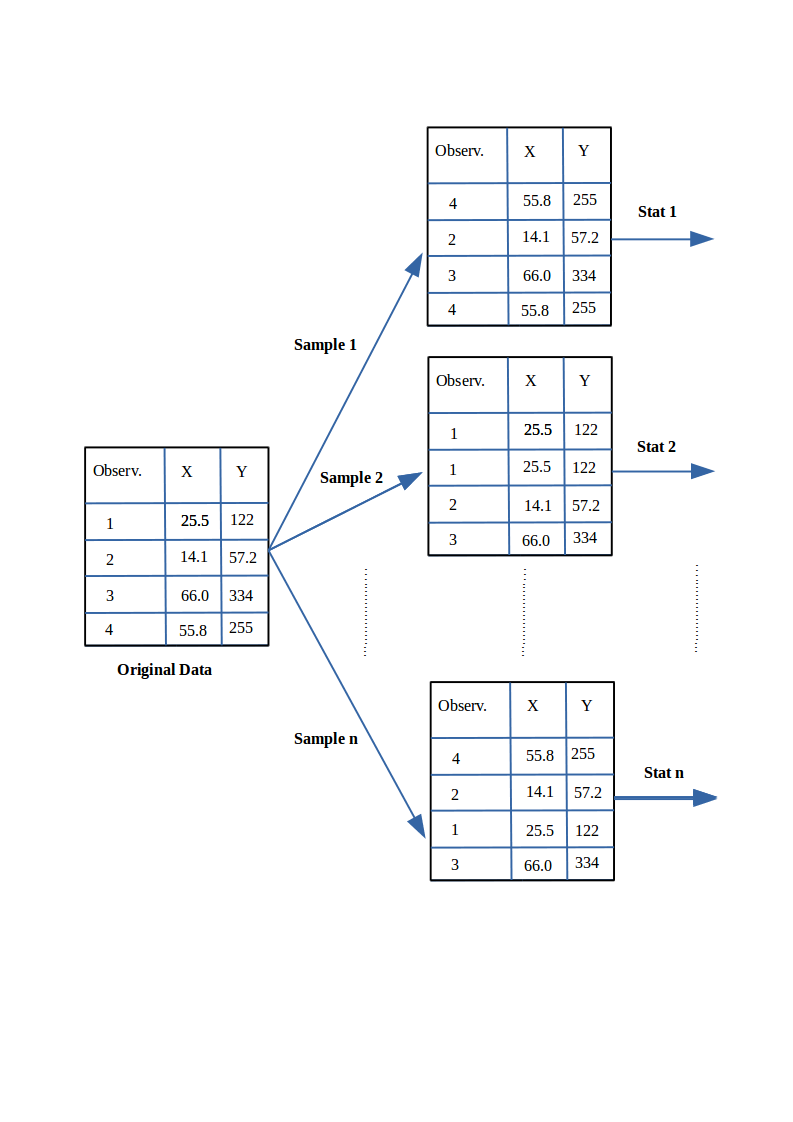 Observ. X Y
4 55.8 255
2 14.1 57.2
3 66.0 334
4 55.8 255
Stat 1
Sample 1
Observ. X Y
1 25.5 122
1 25.5 122
2 14.1 57.2
3 66.0 334
Stat 2
Sample 2
Observ. X Y
1 25.5 122
2 14.1 57.2
3 66.0 334
4 55.8 255
Original Data
Sample n
Observ. X Y
4 55.8 255
2 14.1 57.2
1 25.5 122
3 66.0 334
Stat n